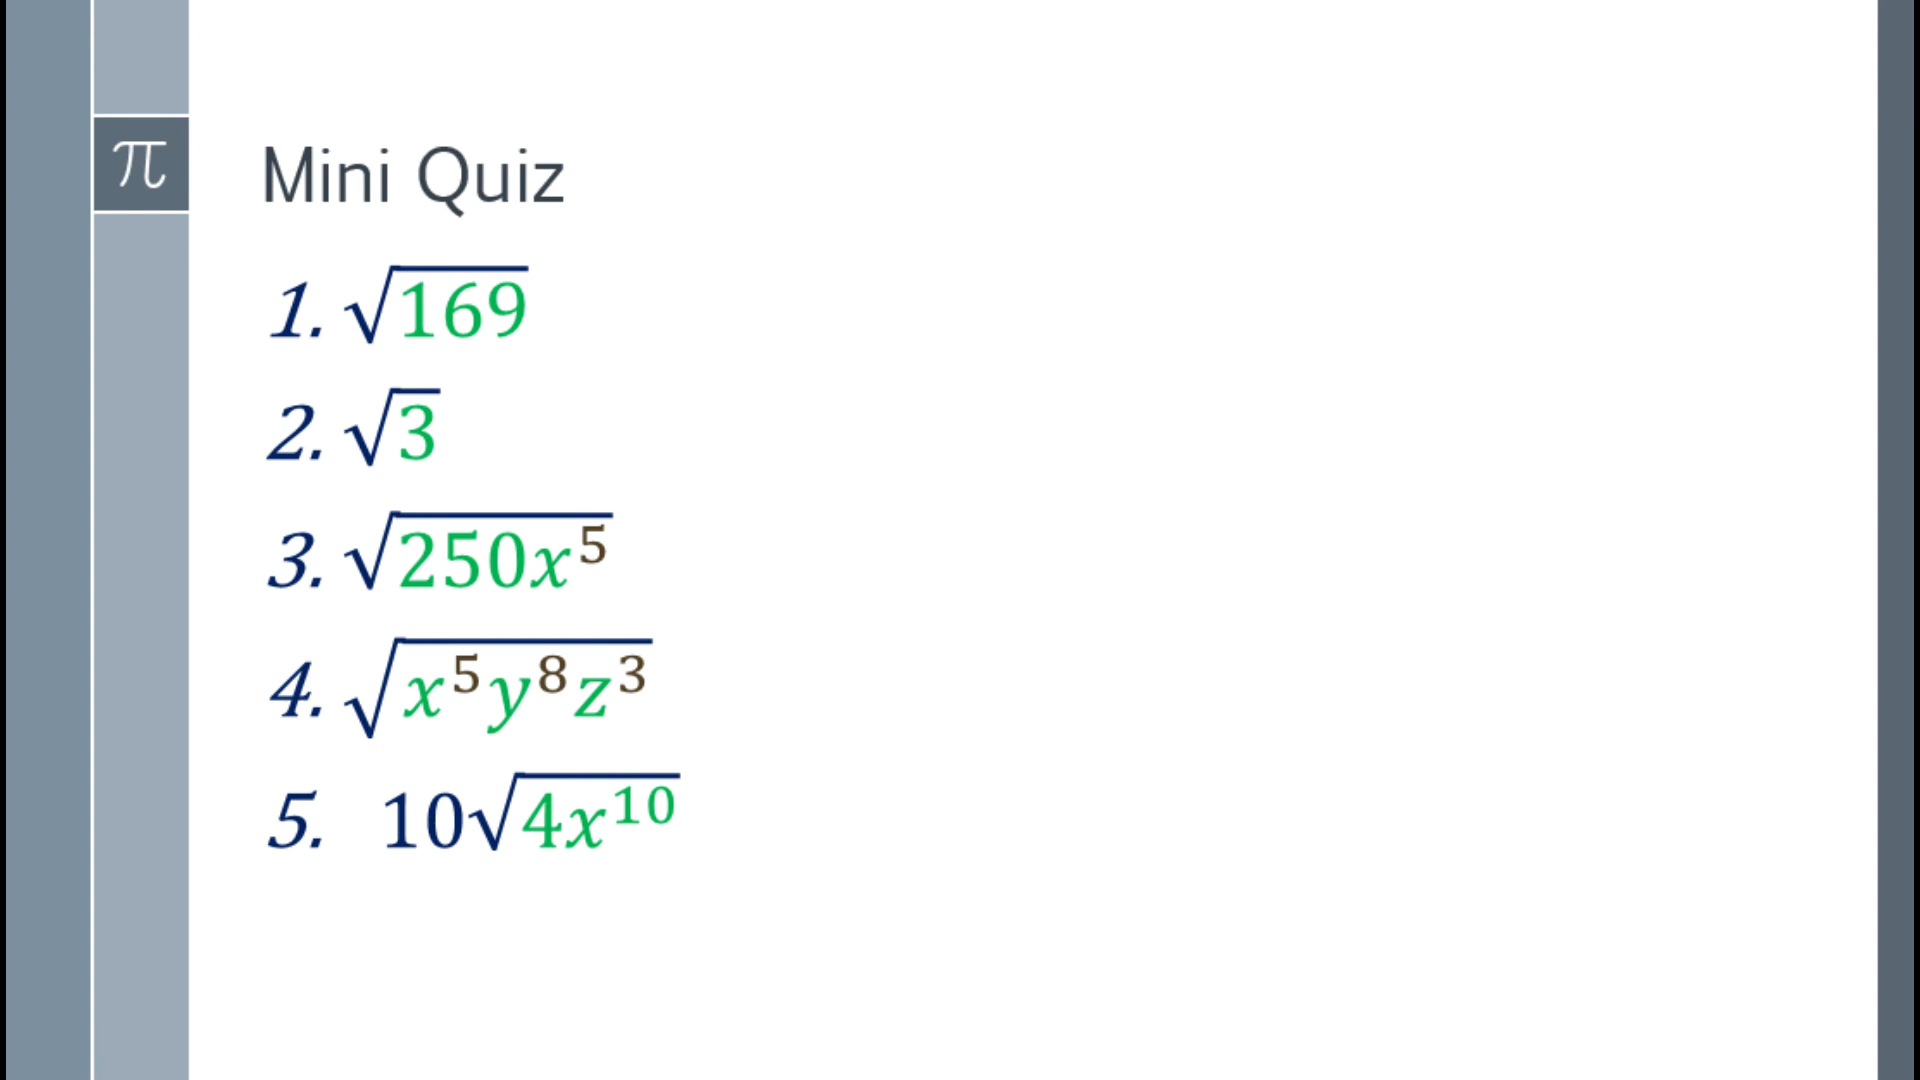 π
Mini Quiz
1. √169
2. √3
3. √250x⁵
4. √x⁵y⁸z³
5. 10√4x¹⁰